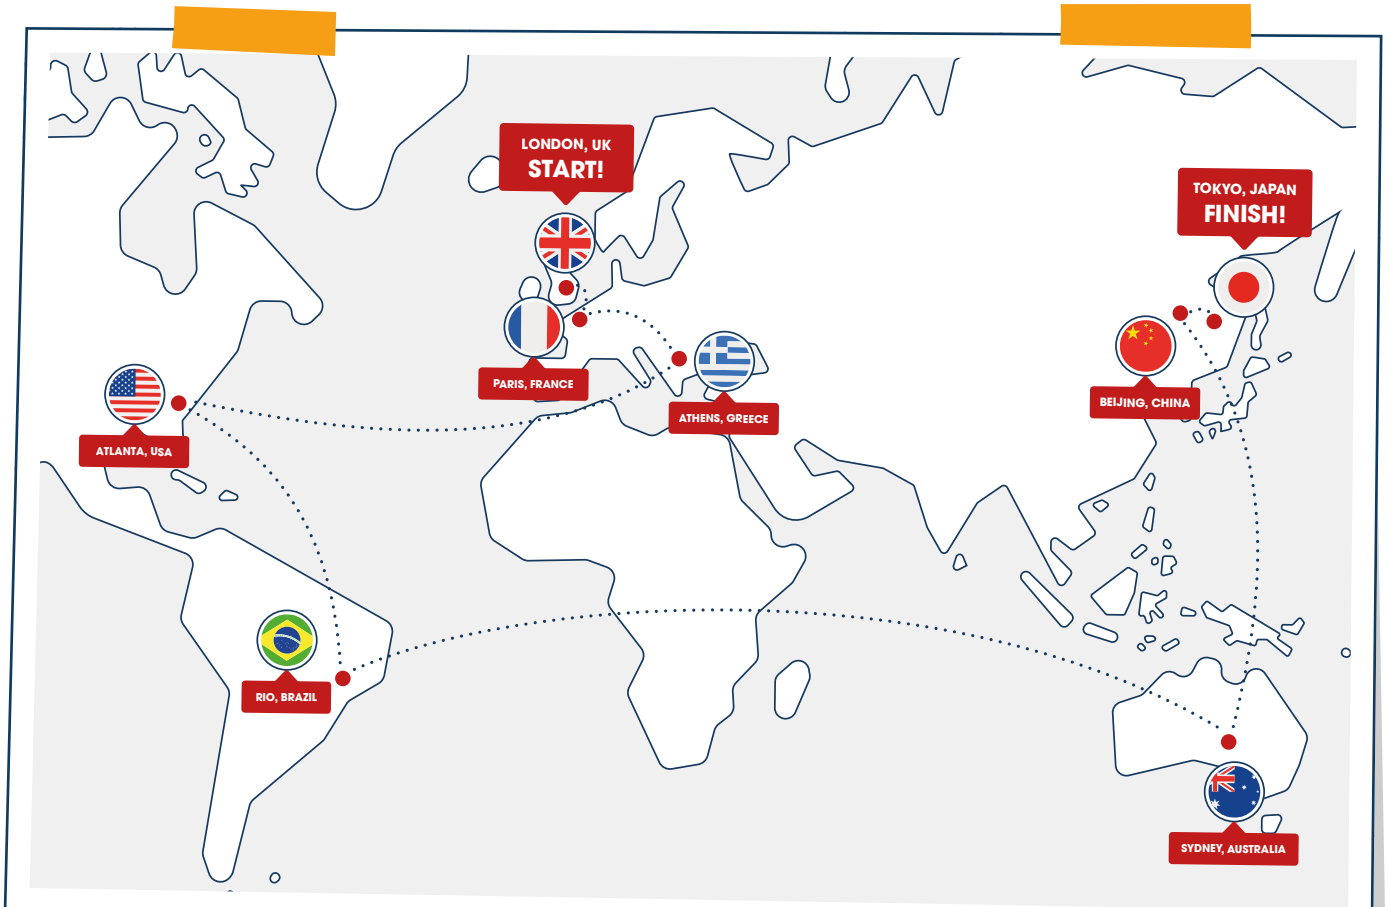 LONDON, UK
START!
TOKYO, JAPAN
FINISH!
PARIS, FRANCE
ATHENS, GREECE
BEIJING, CHINA
ATLANTA, USA
RIO, BRAZIL
SYDNEY, AUSTRALIA